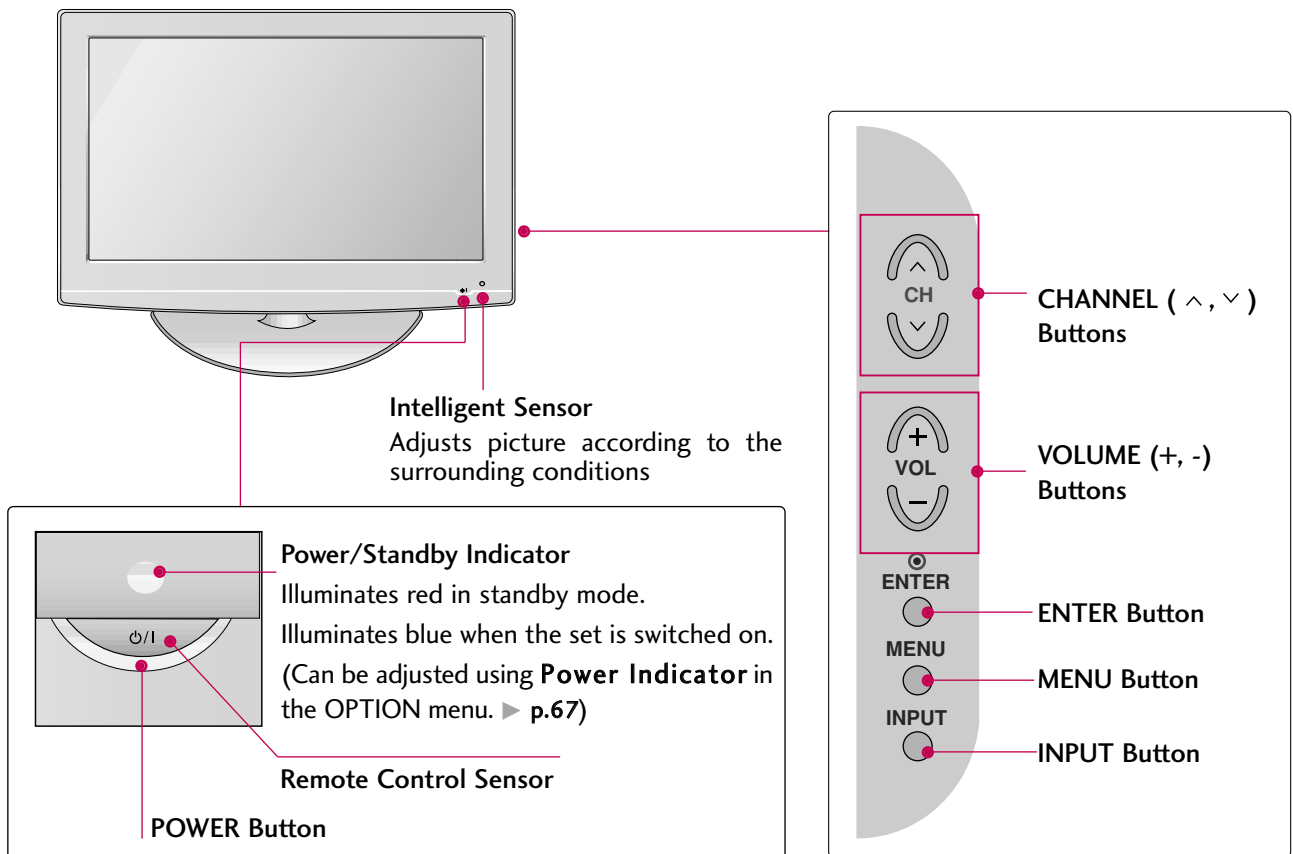 Intelligent Sensor
Adjusts picture according to the
surrounding conditions
Power/Standby Indicator
Illuminates red in standby mode.
Illuminates blue when the set is switched on.
(Can be adjusted using Power Indicator in
the OPTION menu. ▶ p.67)
⏻/I
Remote Control Sensor
POWER Button
CH
VOL
ENTER
MENU
INPUT
CHANNEL ( ∧ , ∨ )
Buttons
VOLUME (+, -)
Buttons
ENTER Button
MENU Button
INPUT Button